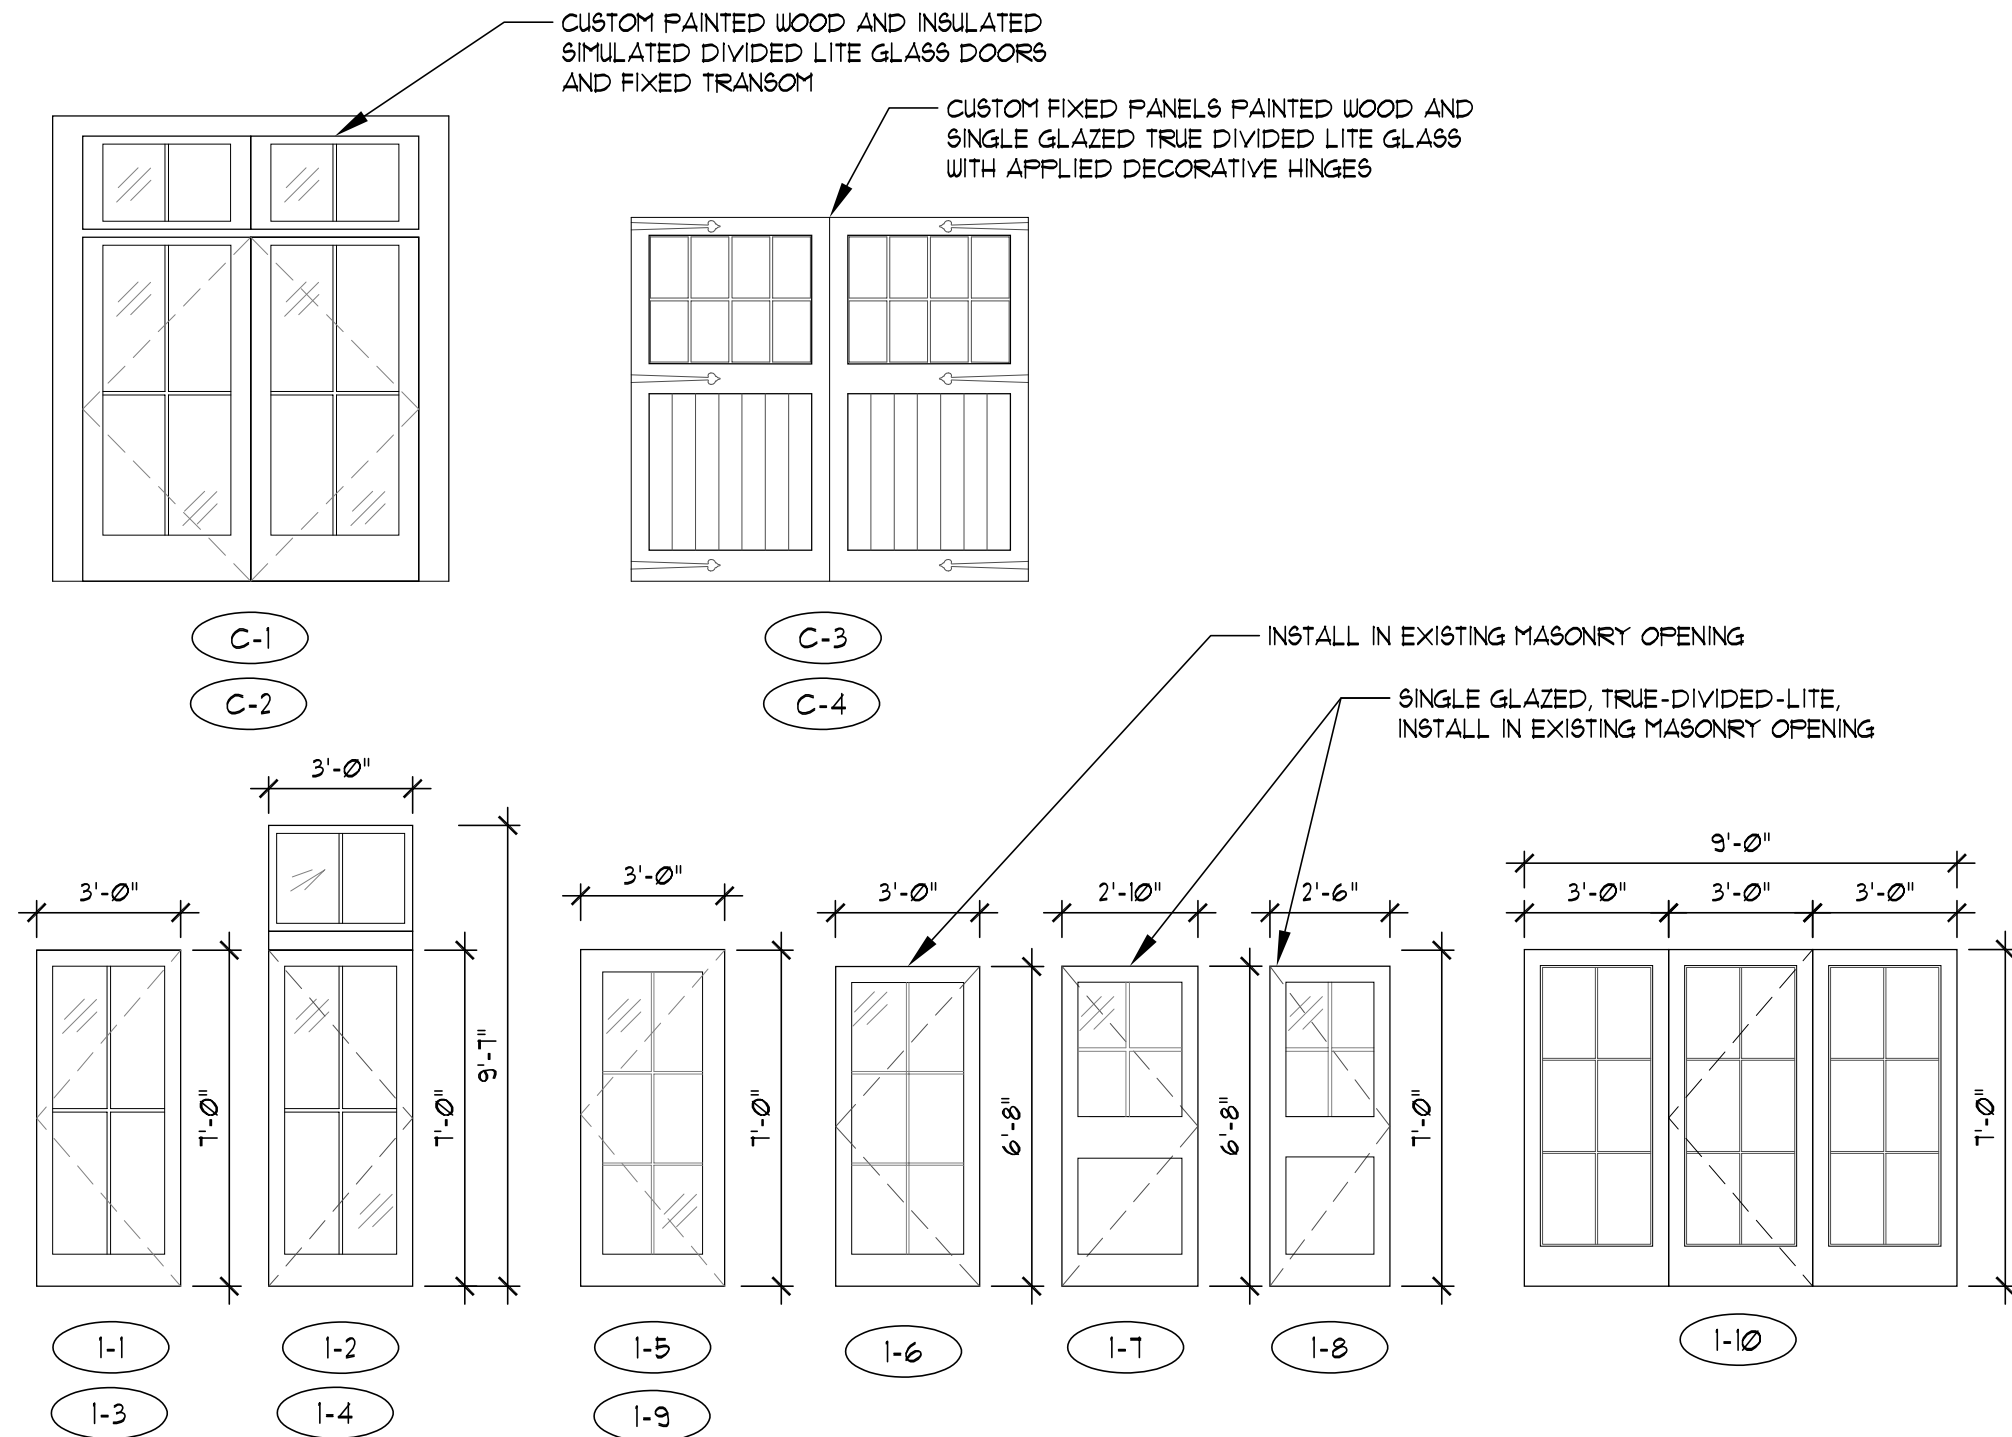 CUSTOM PAINTED WOOD AND INSULATED
SIMULATED DIVIDED LITE GLASS DOORS
AND FIXED TRANSOM
CUSTOM FIXED PANELS PAINTED WOOD AND
SINGLE GLAZED TRUE DIVIDED LITE GLASS
WITH APPLIED DECORATIVE HINGES
C-1
C-2
C-3
C-4
INSTALL IN EXISTING MASONRY OPENING
SINGLE GLAZED, TRUE-DIVIDED-LITE,
INSTALL IN EXISTING MASONRY OPENING
3'-0"
7'-0"
1-1
1-3
3'-0"
7'-0"
9'-7"
1-2
1-4
3'-0"
7'-0"
1-5
1-9
3'-0"
6'-8"
1-6
2'-10"
6'-8"
1-7
2'-6"
7'-0"
1-8
9'-0"
3'-0" 3'-0" 3'-0"
7'-0"
1-10